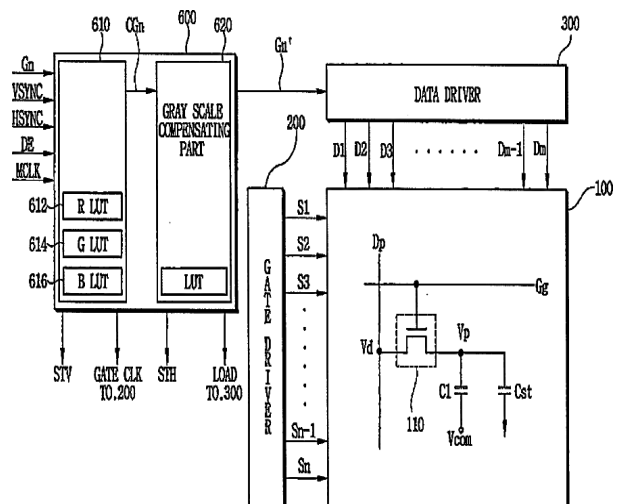 610 CGn 600 620
Gn'
300
Gn
VSYNC
HSYNC
DE
MCLK
GRAY SCALE
COMPENSATING
PART
DATA DRIVER
200
D1 D2 D3 . . . . . . Dm-1 Dm
100
612 R LUT
614 G LUT
616 B LUT
LUT
S1
S2
S3
Sn-1
Sn
GATE DRIVER
Dp
Gg
Vd
Vp
110
Cl
Cst
Vcom
STV
GATE CLK
TO.200
STH
LOAD
TO.300